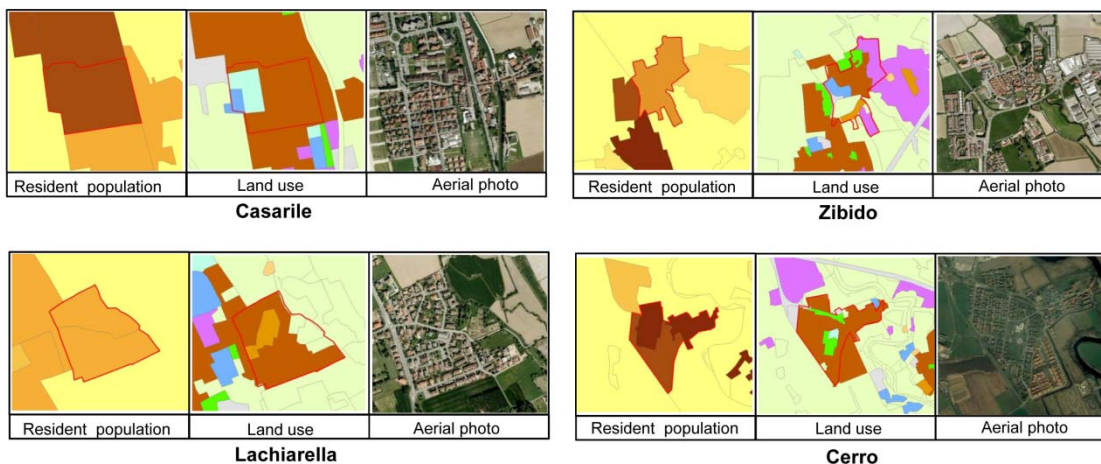 Resident population Land use Aerial photo
Casarile
Resident population Land use Aerial photo
Zibido
Resident population Land use Aerial photo
Lachiarella
Resident population Land use Aerial photo
Cerro